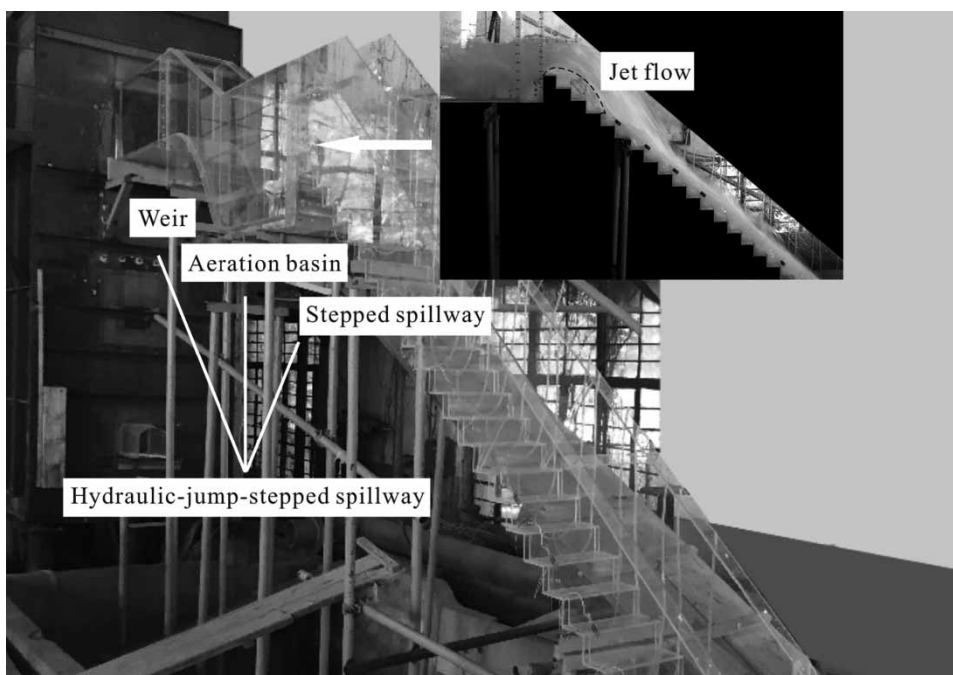 Jet flow
Weir
Aeration basin
Stepped spillway
Hydraulic-jump-stepped spillway